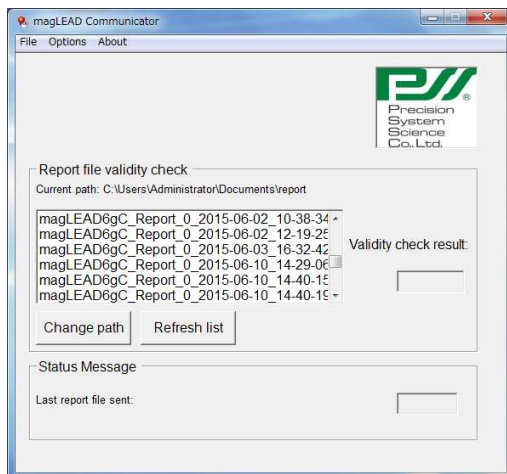 magLEAD Communicator
File Options About
PSS®
Precision
System
Science
Co.,Ltd.
Report file validity check
Current path: C:\Users\Administrator\Documents\report
magLEAD6gC_Report_0_2015-06-02_10-38-34
magLEAD6gC_Report_0_2015-06-02_12-19-25
magLEAD6gC_Report_0_2015-06-03_16-32-42
magLEAD6gC_Report_0_2015-06-10_14-29-06
magLEAD6gC_Report_0_2015-06-10_14-40-15
magLEAD6gC_Report_0_2015-06-10_14-40-19
Validity check result:
Change path Refresh list
Status Message
Last report file sent: